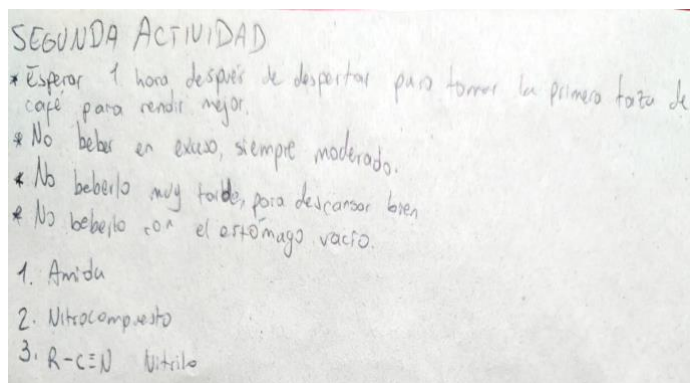 SEGUNDA ACTIVIDAD
* Esperar 1 hora después de despertar para tomar la primera taza de
café para rendir mejor.
* No beber en exceso, siempre moderado.
* No beberlo muy tarde, para descansar bien
* No beberlo con el estómago vacío.
1. Amida
2. Nitrocompuesto
3. R-C≡N Nitrilo